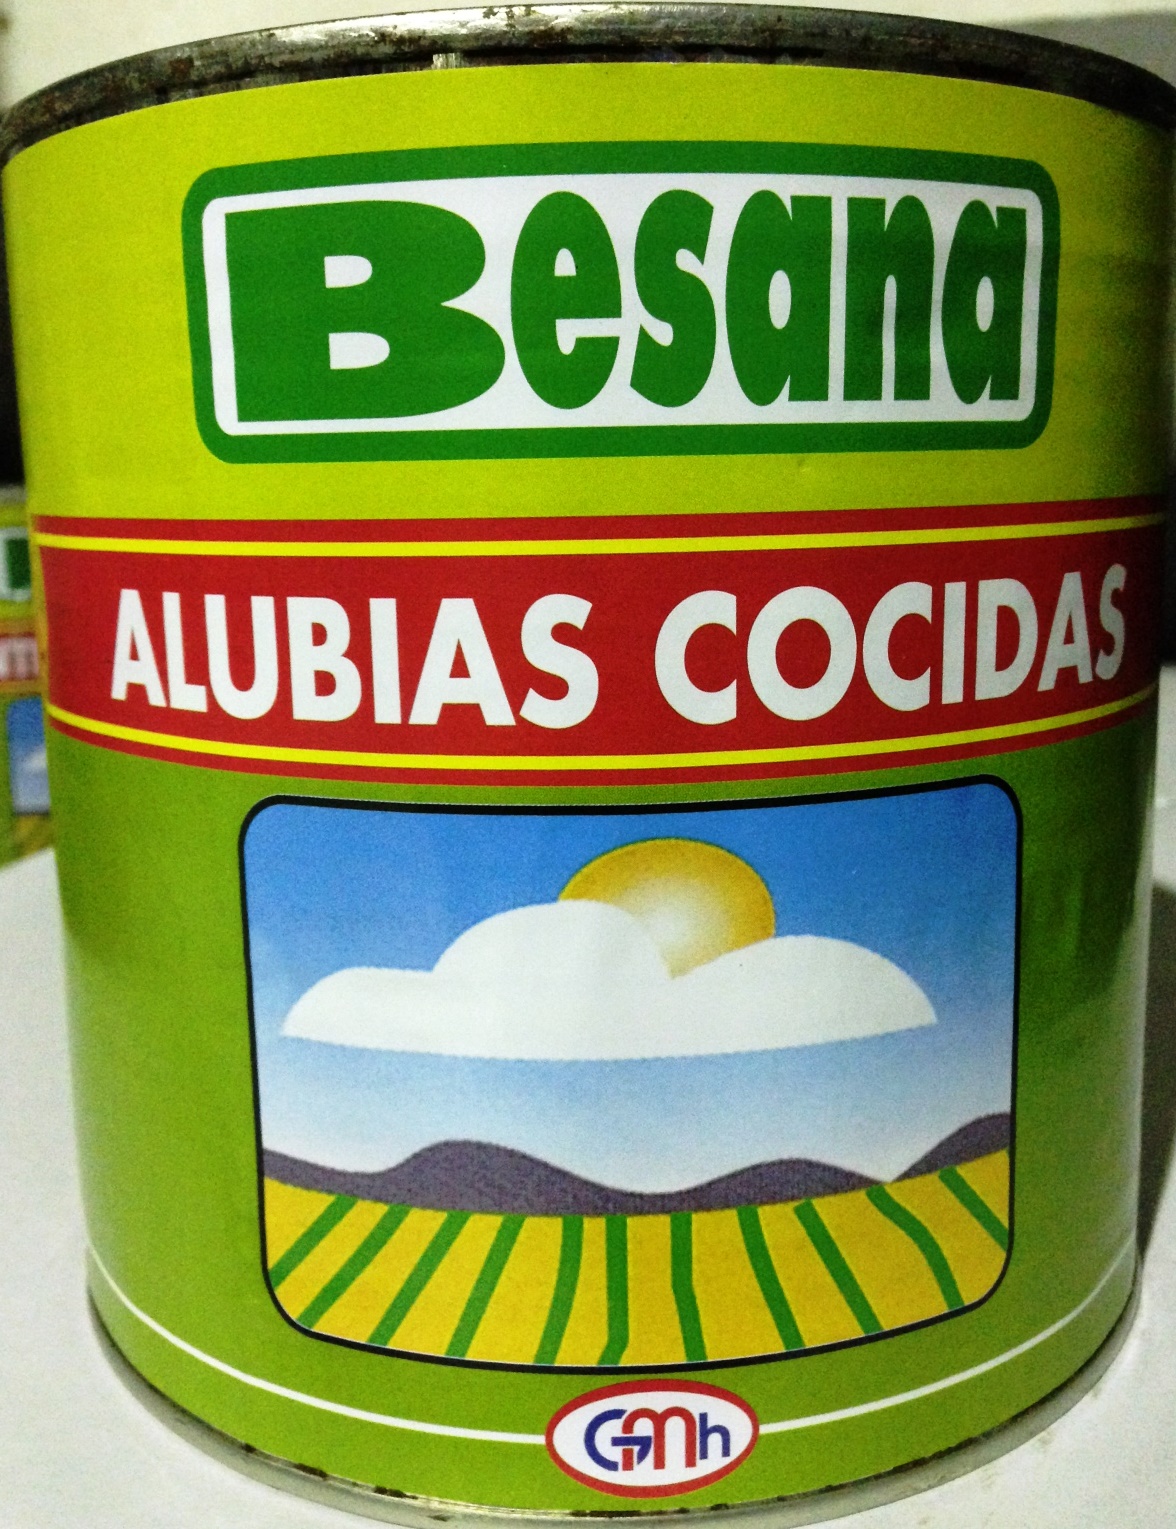 Besana
ALUBIAS COCIDAS
GMh